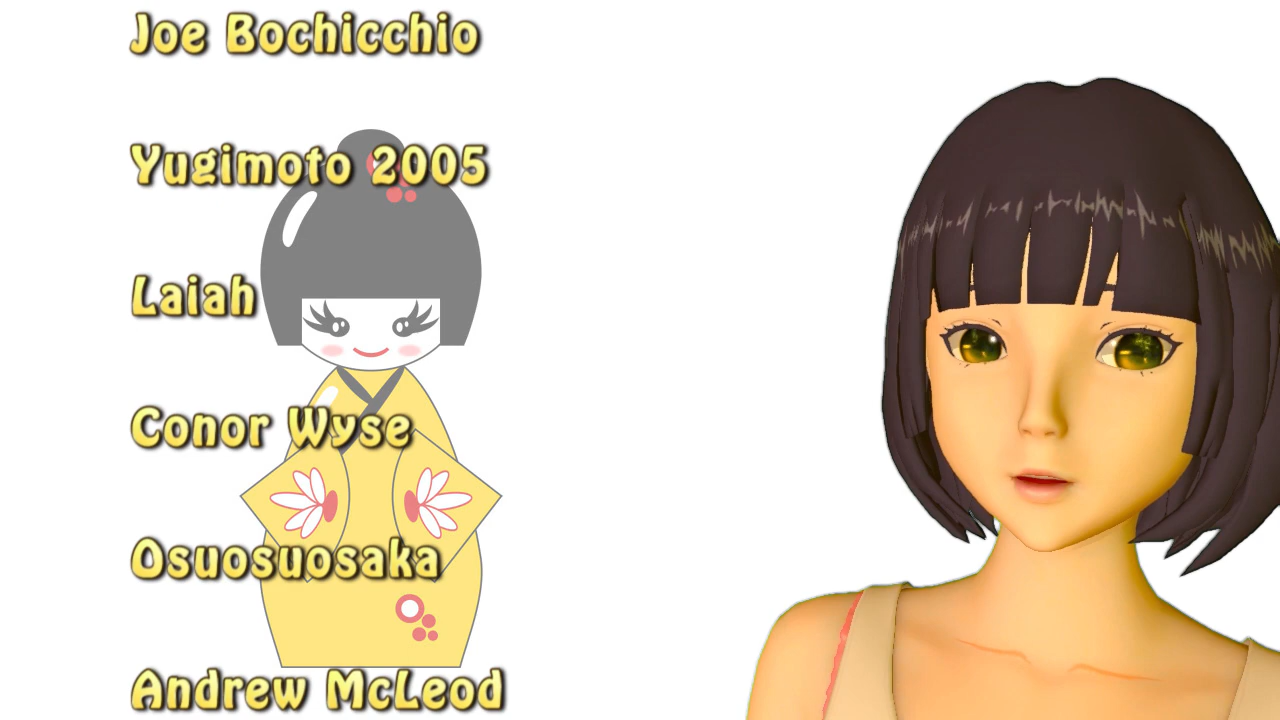 Joe Bochicchio
Yugimoto 2005
Laiah
Conor Wyse
Osuosuosaka
Andrew McLeod